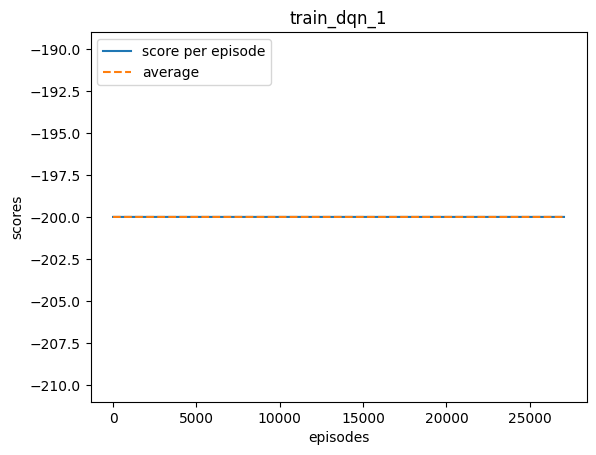 train_dqn_1
score per episode
average
−190.0
−192.5
−195.0
−197.5
−200.0
−202.5
−205.0
−207.5
−210.0
scores
0 5000 10000 15000 20000 25000
episodes